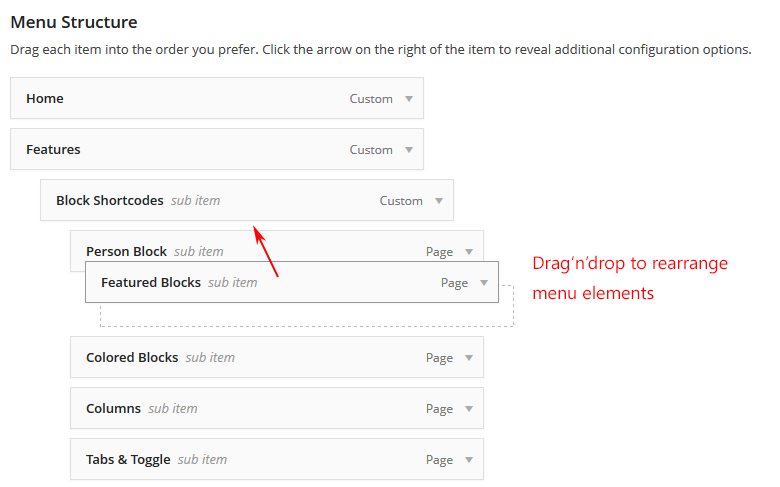 Menu Structure
Drag each item into the order you prefer. Click the arrow on the right of the item to reveal additional configuration options.
Home Custom
Features Custom
Block Shortcodes sub item Custom
Person Block sub item Page
Featured Blocks sub item Page
Drag'n'drop to rearrange
menu elements
Colored Blocks sub item Page
Columns sub item Page
Tabs & Toggle sub item Page